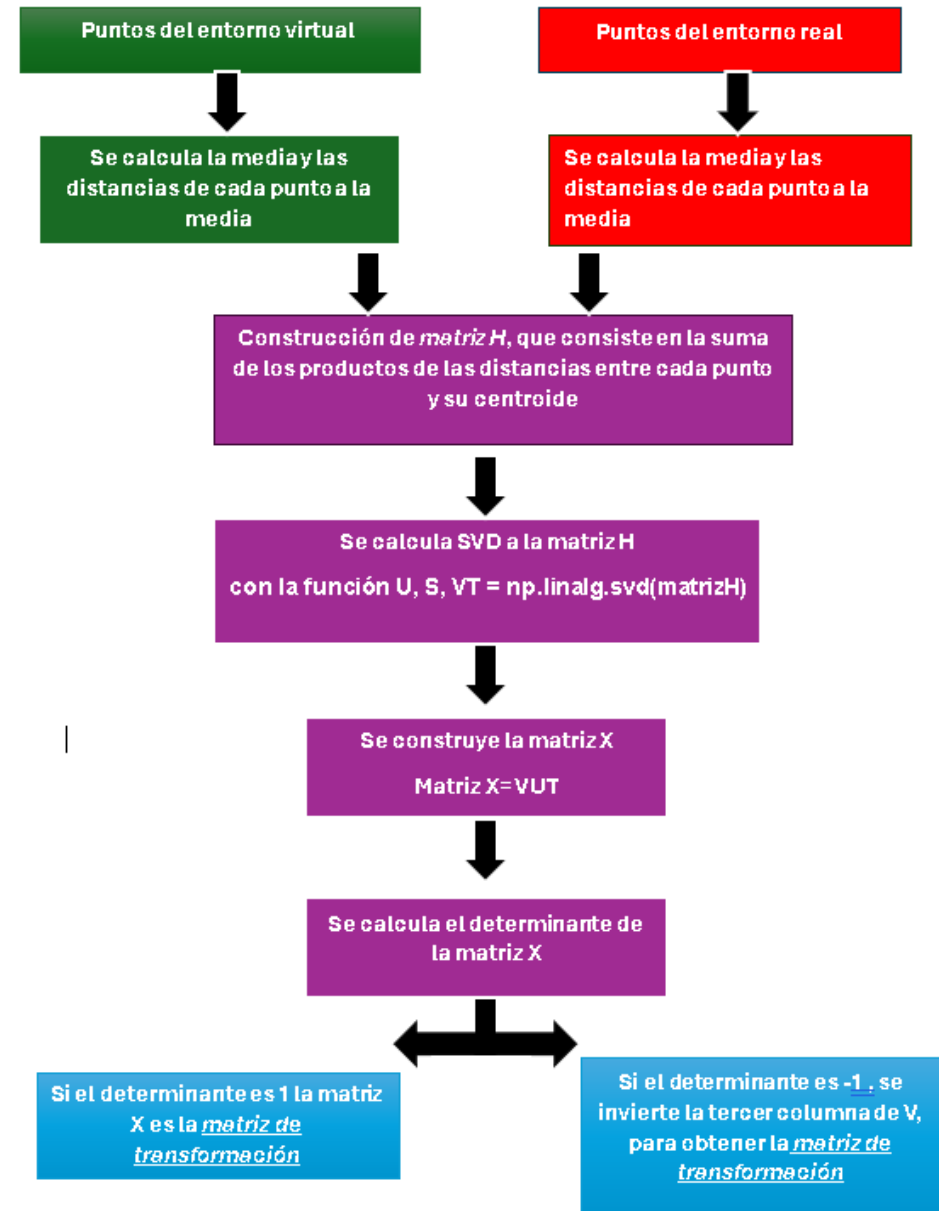 Puntos del entorno virtual
Puntos del entorno real
Se calcula la media y las
distancias de cada punto a la
media
Se calcula la media y las
distancias de cada punto a la
media
Construcción de matriz H, que consiste en la suma
de los productos de las distancias entre cada punto
y su centroide
Se calcula SVD a la matriz H
con la función U, S, VT = np.linalg.svd(matrizH)
Se construye la matriz X
Matriz X=VUT
Se calcula el determinante de
la matriz X
Si el determinante es 1 la matriz
X es la matriz de
transformación
Si el determinante es -1 . se
invierte la tercer columna de V,
para obtener la matriz de
transformación